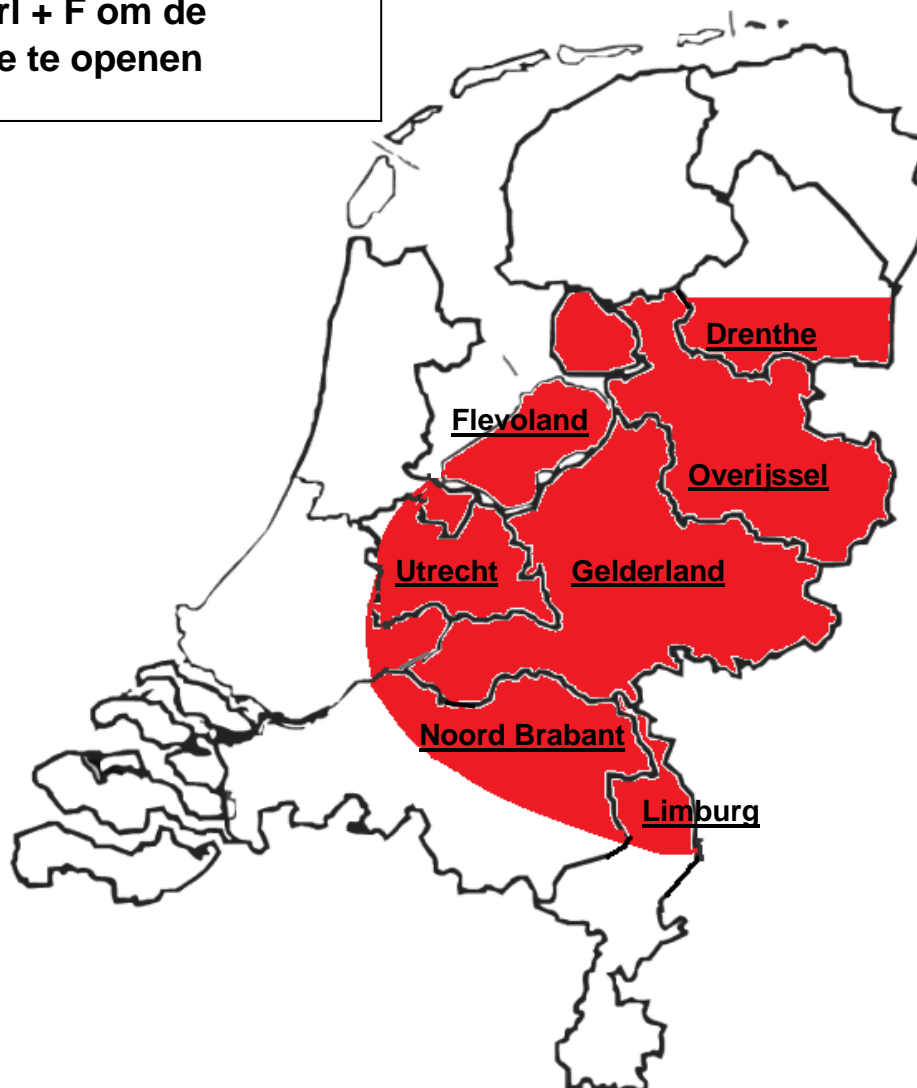 rl + F om de
e te openen
Drenthe
Flevoland
Overijssel
Utrecht
Gelderland
Noord Brabant
Limburg